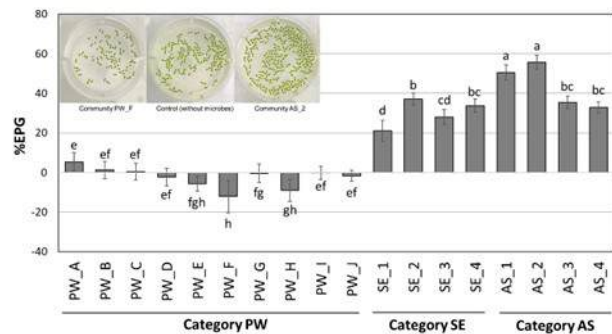 80
60
40
20
0
-20
-40
%EPG
Community PW_F
Control (without microbes)
Community AS_2
e
ef
ef
ef
fgh
h
fg
gh
ef
ef
d
b
cd
bc
a
a
bc
bc
PW_A
PW_B
PW_C
PW_D
PW_E
PW_F
PW_G
PW_H
PW_I
PW_J
SE_1
SE_2
SE_3
SE_4
AS_1
AS_2
AS_3
AS_4
Category PW
Category SE
Category AS